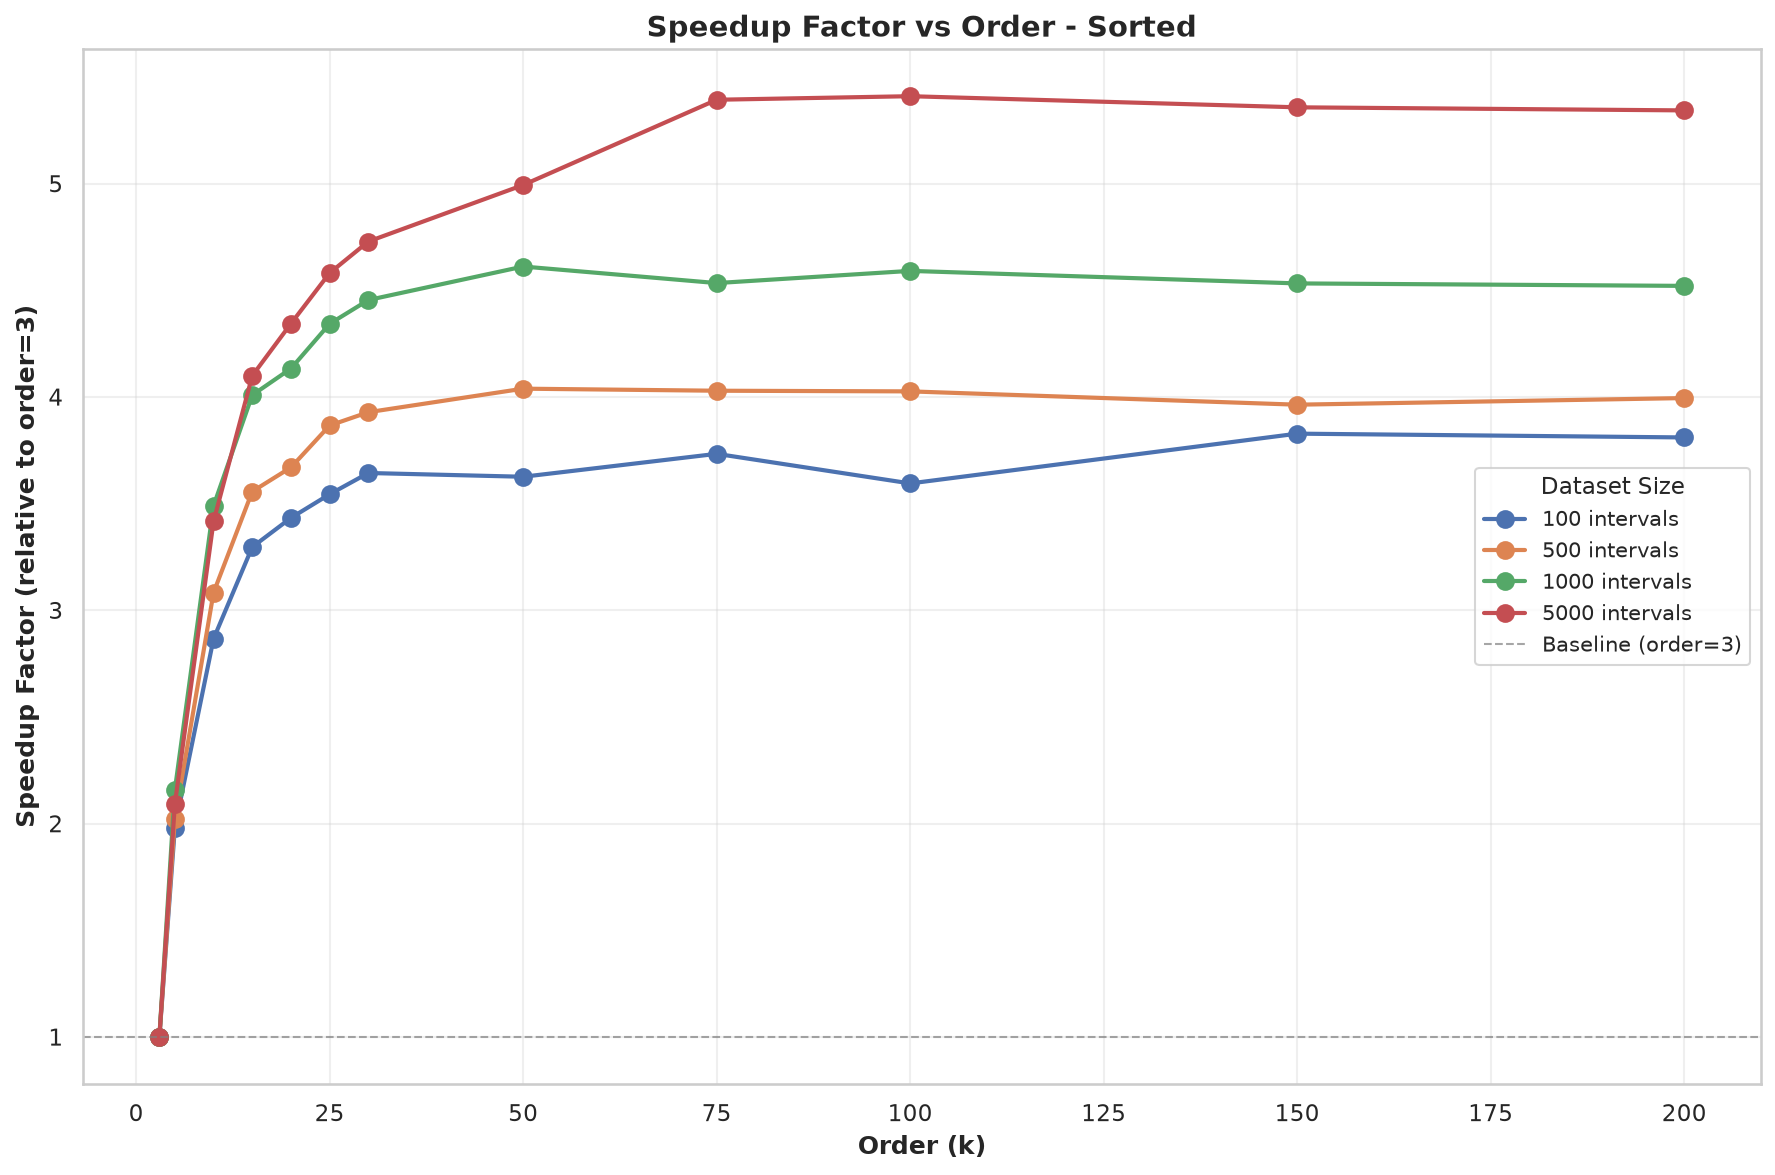 Speedup Factor vs Order - Sorted
Speedup Factor (relative to order=3)
5
4
3
2
1
0 25 50 75 100 125 150 175 200
Order (k)
Dataset Size
100 intervals
500 intervals
1000 intervals
5000 intervals
Baseline (order=3)